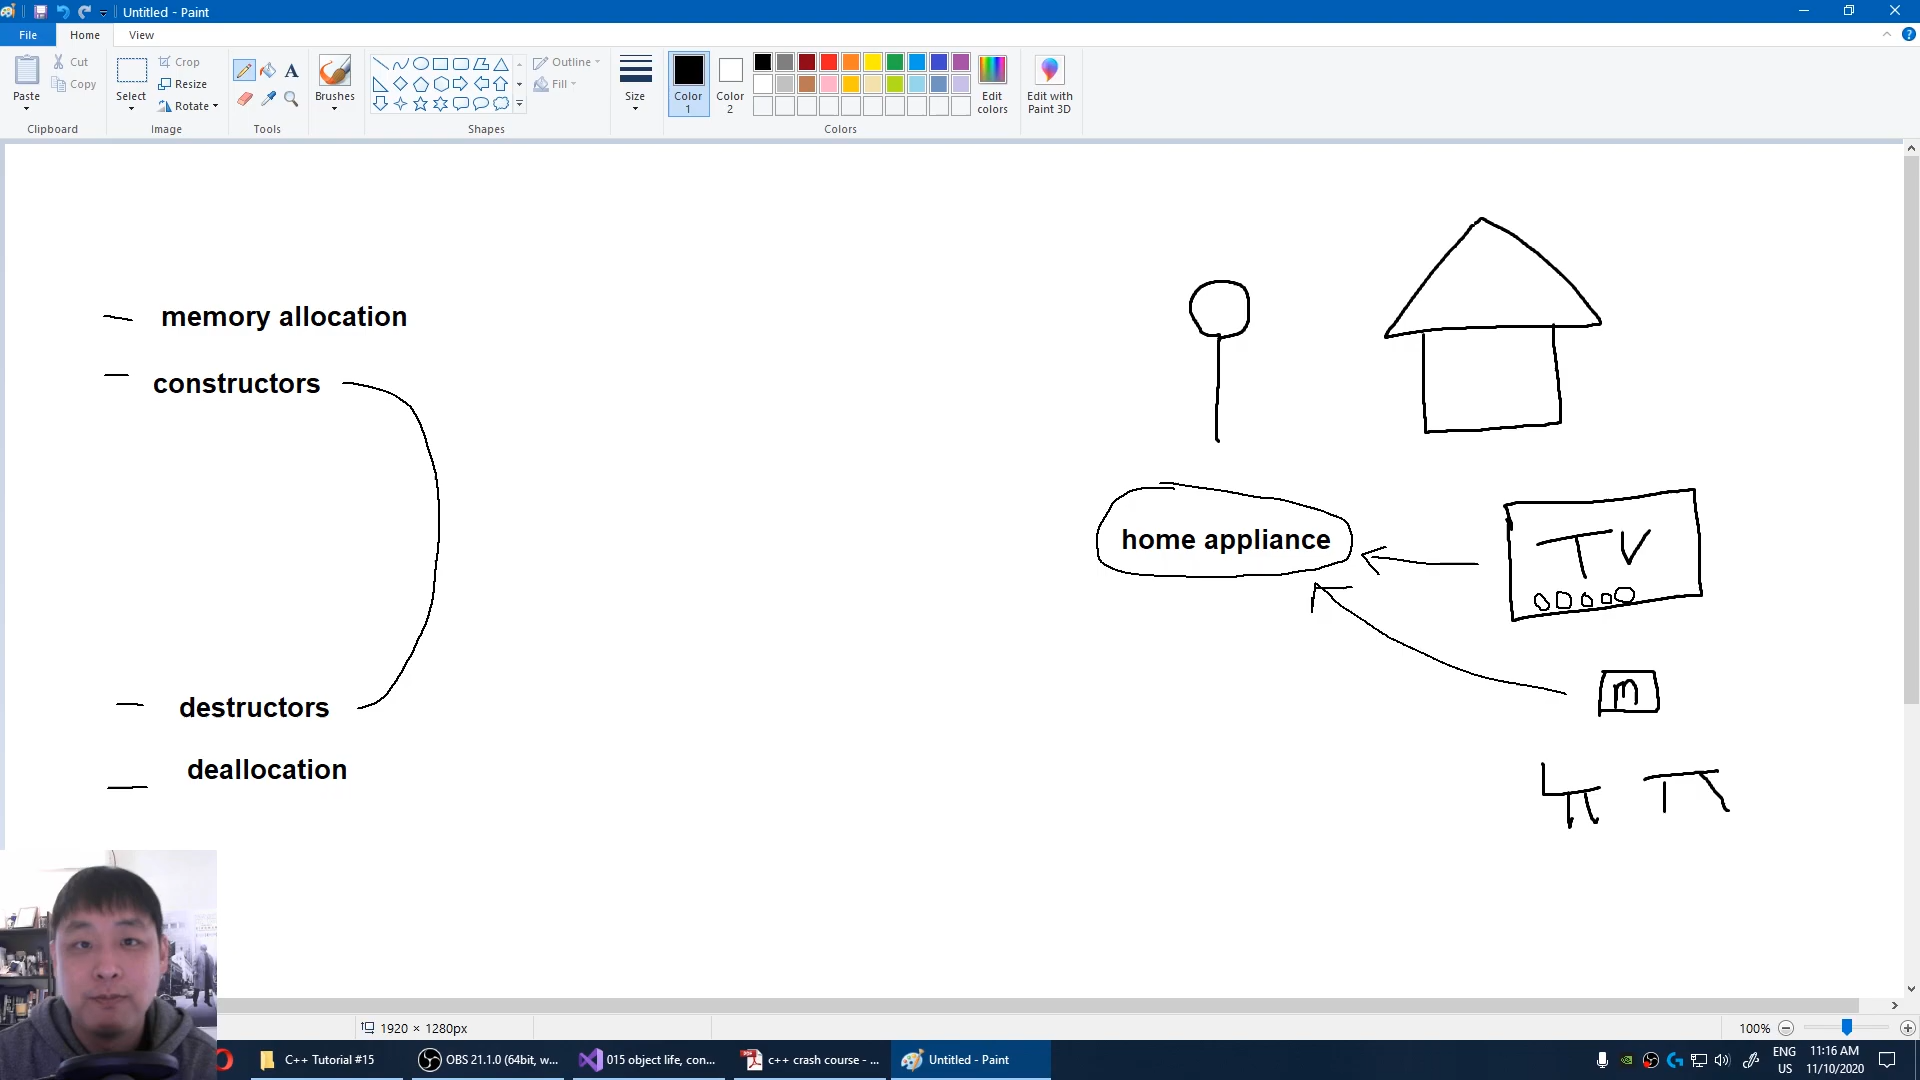 Untitled - Paint
File Home View
Cut
Copy
Paste
Clipboard
Select
Crop
Resize
Rotate
Image
A
Tools
Brushes
Outline
Fill
Shapes
Size
Color 1
Color 2
Edit colors
Colors
Edit with Paint 3D
memory allocation
constructors
destructors
deallocation
home appliance
TV
m
1920 × 1280px
100%
C++ Tutorial #15
OBS 21.1.0 (64bit, w...
015 object life, con...
c++ crash course - ...
Untitled - Paint
ENG
US
11:16 AM
11/10/2020